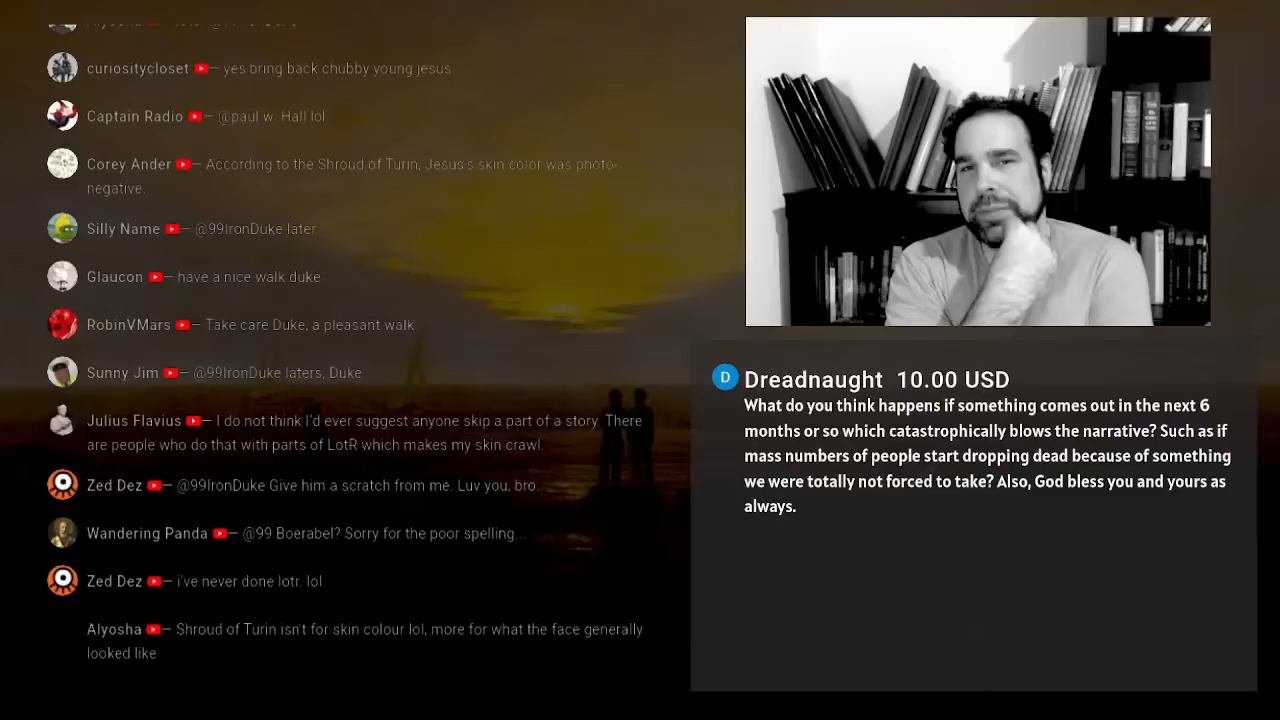 curiositycloset — yes bring back chubby young jesus
Captain Radio — @paul w. Hall lol
Corey Ander — According to the Shroud of Turin, Jesus's skin color was photo-
negative.
Silly Name — @99IronDuke later
Glaucon — have a nice walk duke
RobinVMars — Take care Duke, a pleasant walk
Sunny Jim — @99IronDuke laters, Duke
Julius Flavius — I do not think I'd ever suggest anyone skip a part of a story. There
are people who do that with parts of LotR which makes my skin crawl.
Zed Dez — @99IronDuke Give him a scratch from me. Luv you, bro.
Wandering Panda — @99 Boerabel? Sorry for the poor spelling...
Zed Dez — i've never done lotr. lol
Alyosha — Shroud of Turin isn't for skin colour lol, more for what the face generally
looked like
D
Dreadnaught 10.00 USD
What do you think happens if something comes out in the next 6
months or so which catastrophically blows the narrative? Such as if
mass numbers of people start dropping dead because of something
we were totally not forced to take? Also, God bless you and yours as
always.